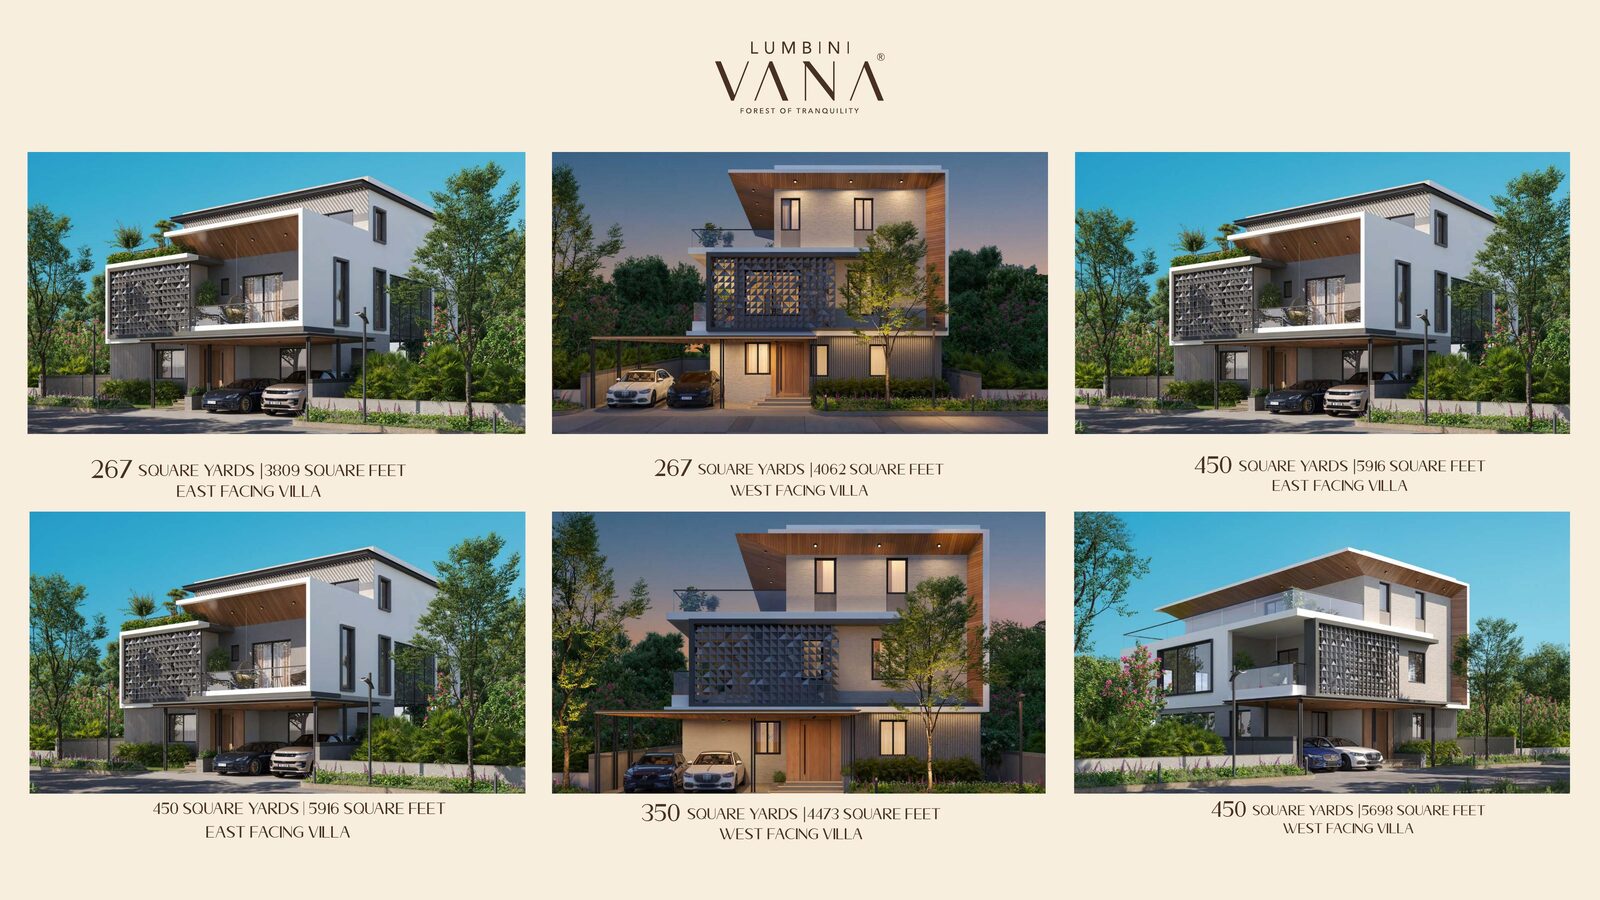 LUMBINI
VANA®
FOREST OF TRANQUILITY
267 SQUARE YARDS |3809 SQUARE FEET
EAST FACING VILLA
267 SQUARE YARDS |4062 SQUARE FEET
WEST FACING VILLA
450 SQUARE YARDS |5916 SQUARE FEET
EAST FACING VILLA
450 SQUARE YARDS | 5916 SQUARE FEET
EAST FACING VILLA
350 SQUARE YARDS |4473 SQUARE FEET
WEST FACING VILLA
450 SQUARE YARDS |5698 SQUARE FEET
WEST FACING VILLA